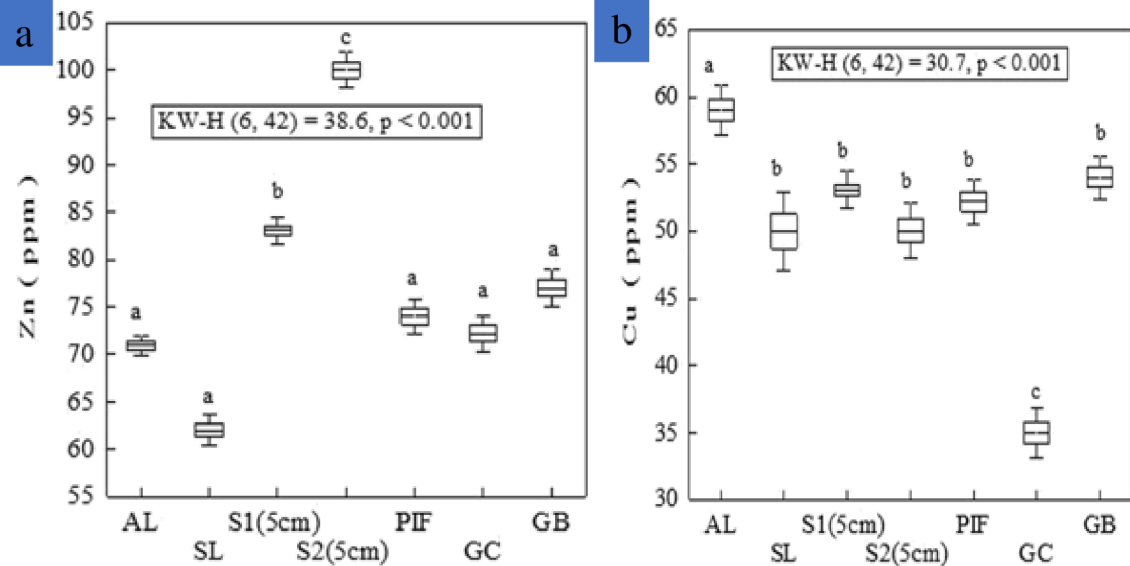 a
105
100
95
90
85
80
75
70
65
60
55
Zn ( ppm )
KW-H (6, 42) = 38.6, p < 0.001
a
a
b
c
a
a
a
AL
SL
S1(5cm)
S2(5cm)
PIF
GC
GB
b
65
60
55
50
45
40
35
30
Cu ( ppm )
KW-H (6, 42) = 30.7, p < 0.001
a
b
b
b
b
c
b
AL
SL
S1(5cm)
S2(5cm)
PIF
GC
GB